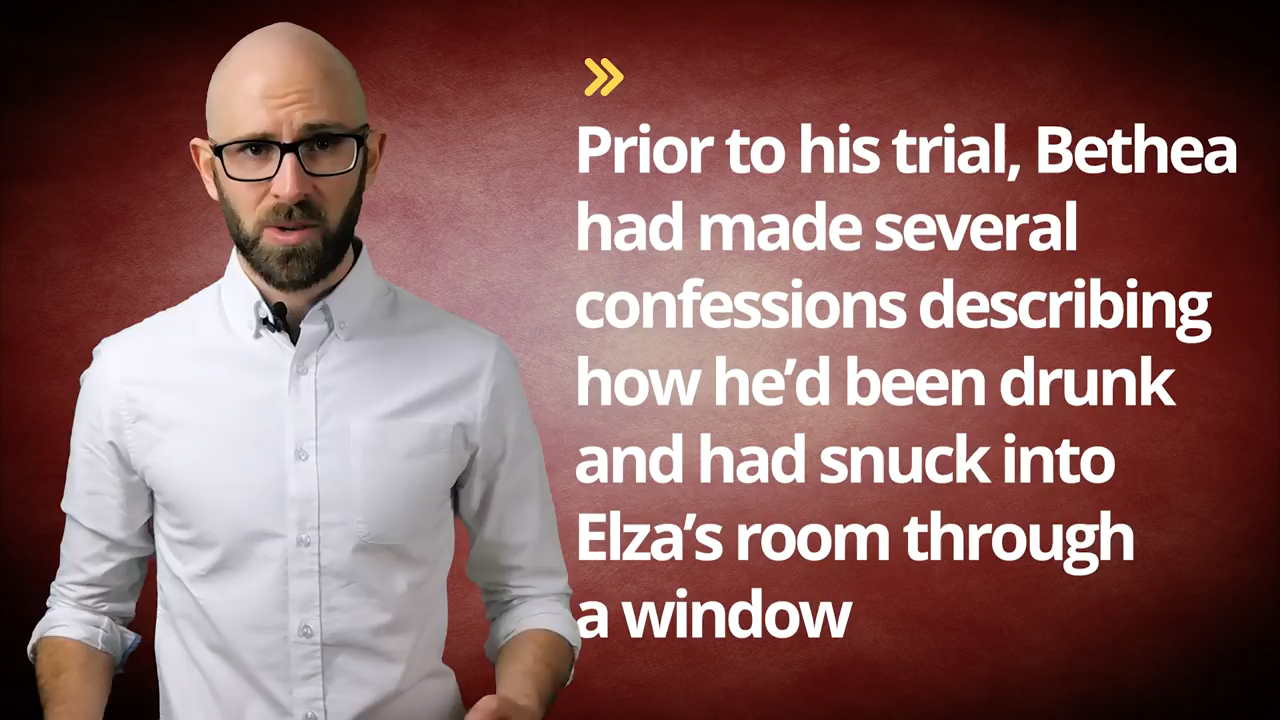 Prior to his trial, Bethea
had made several
confessions describing
how he’d been drunk
and had snuck into
Elza’s room through
a window